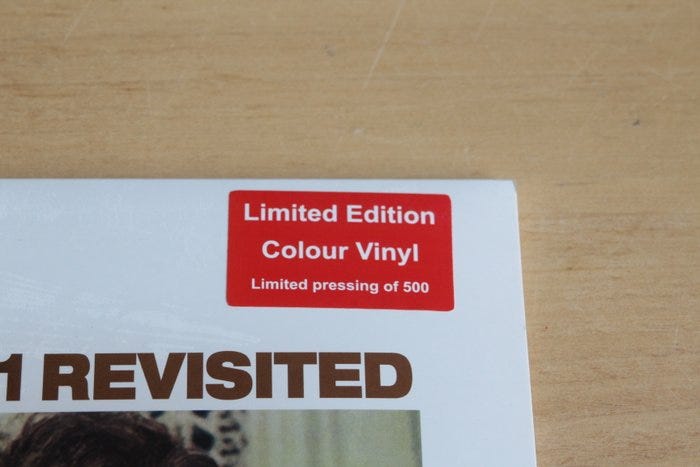 Limited Edition
Colour Vinyl
Limited pressing of 500
1 REVISITED